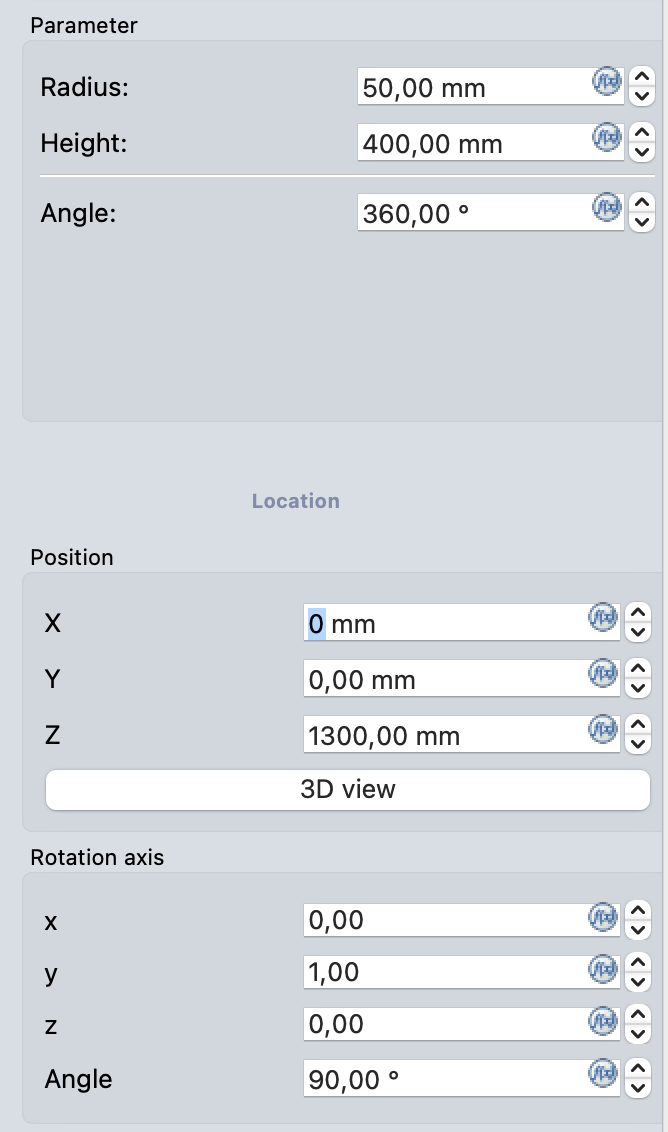 Parameter
Radius: 50,00 mm
Height: 400,00 mm
Angle: 360,00 °
Location
Position
X 0 mm
Y 0,00 mm
Z 1300,00 mm
3D view
Rotation axis
x 0,00
y 1,00
z 0,00
Angle 90,00 °